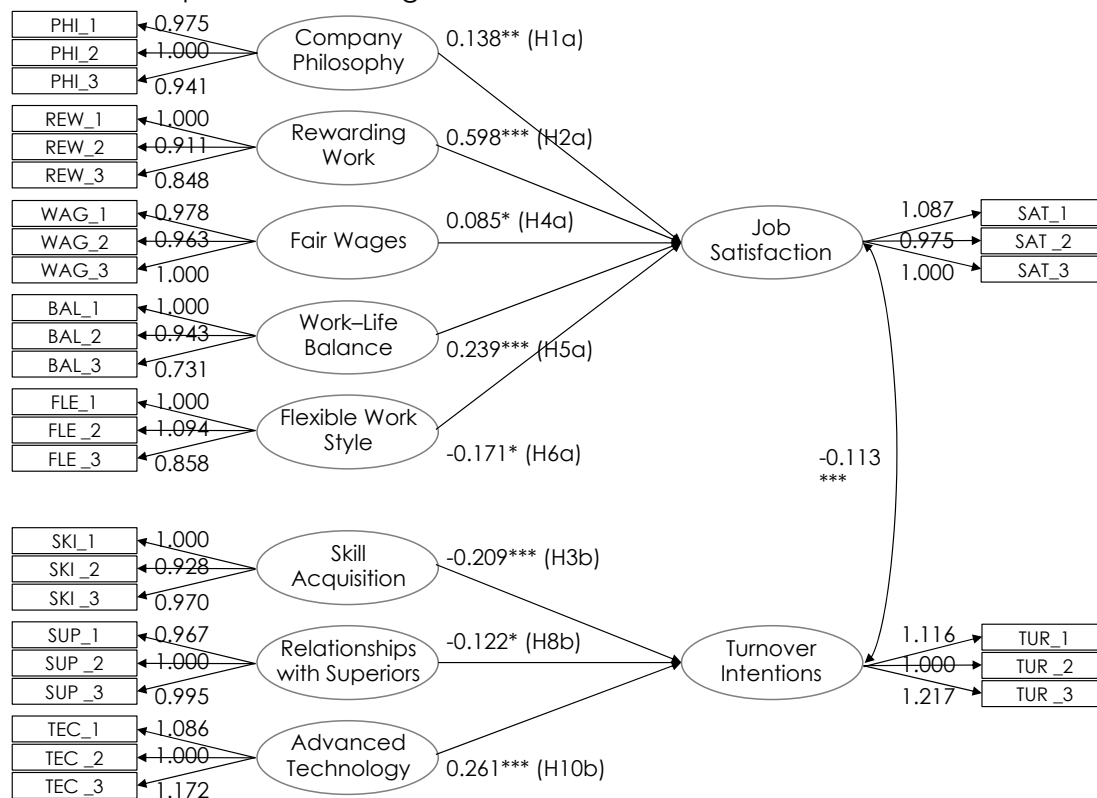 PHI_1
0.975
PHI_2
1.000
PHI_3
0.941
Company
Philosophy
0.138** (H1a)
REW_1
1.000
REW_2
0.911
REW_3
0.848
Rewarding
Work
0.598*** (H2a)
WAG_1
0.978
WAG_2
0.963
WAG_3
1.000
Fair Wages
0.085* (H4a)
BAL_1
1.000
BAL_2
0.943
BAL_3
0.731
Work–Life
Balance
0.239*** (H5a)
FLE_1
1.000
FLE _2
1.094
FLE _3
0.858
Flexible Work
Style
-0.171* (H6a)
Job
Satisfaction
1.087
SAT_1
0.975
SAT _2
1.000
SAT_3
-0.113
***
SKI_1
1.000
SKI _2
0.928
SKI _3
0.970
Skill
Acquisition
-0.209*** (H3b)
SUP_1
0.967
SUP _2
1.000
SUP _3
0.995
Relationships
with Superiors
-0.122* (H8b)
TEC_1
1.086
TEC _2
1.000
TEC _3
1.172
Advanced
Technology
0.261*** (H10b)
Turnover
Intentions
1.116
TUR_1
1.000
TUR _2
1.217
TUR _3